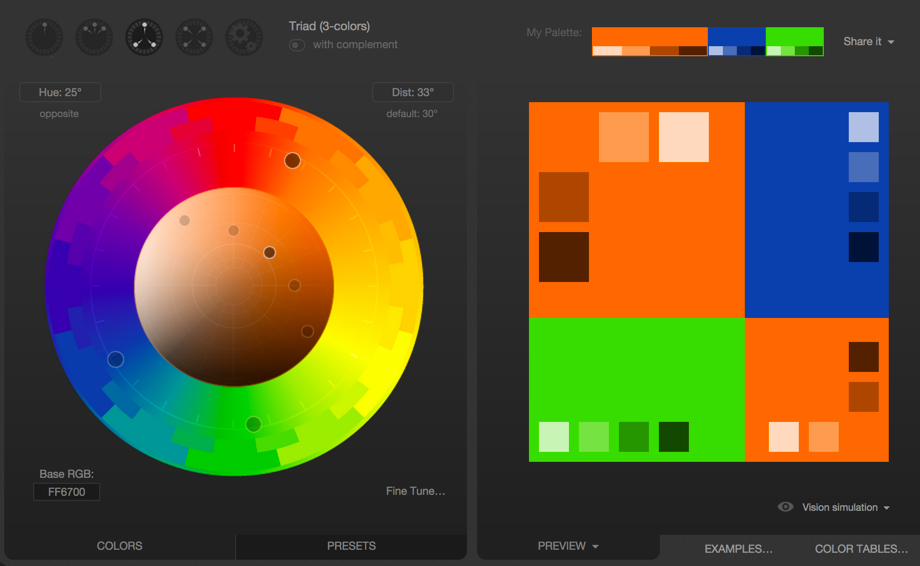 Triad (3-colors)
with complement
My Palette:
Share it
Hue: 25°
opposite
Dist: 33°
default: 30°
Base RGB:
FF6700
Fine Tune...
Vision simulation
COLORS
PRESETS
PREVIEW
EXAMPLES...
COLOR TABLES...